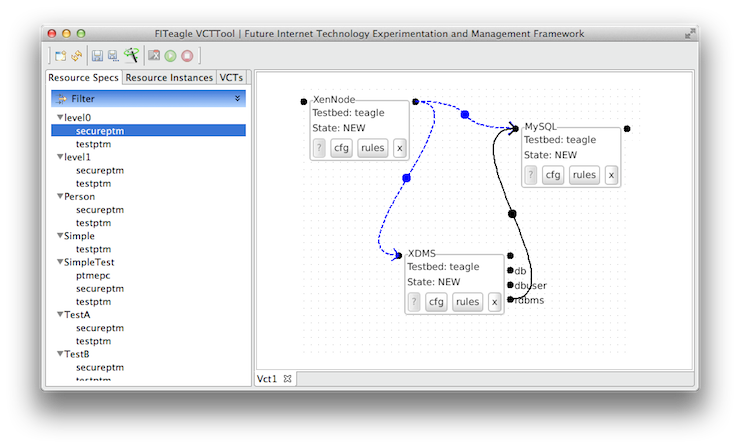 FITeagle VCTTool | Future Internet Technology Experimentation and Management Framework
Resource Specs Resource Instances VCTs
Filter
level0
secureptm
testptm
level1
secureptm
testptm
Person
secureptm
testptm
Simple
testptm
SimpleTest
ptmepc
testptm
TestA
secureptm
testptm
TestB
secureptm
testptm
XenNode
Testbed: teagle
State: NEW
? cfg rules x
MySQL
Testbed: teagle
State: NEW
? cfg rules x
XDMS
Testbed: teagle
State: NEW
? cfg rules x
db
dbuser
rdbms
Vct1